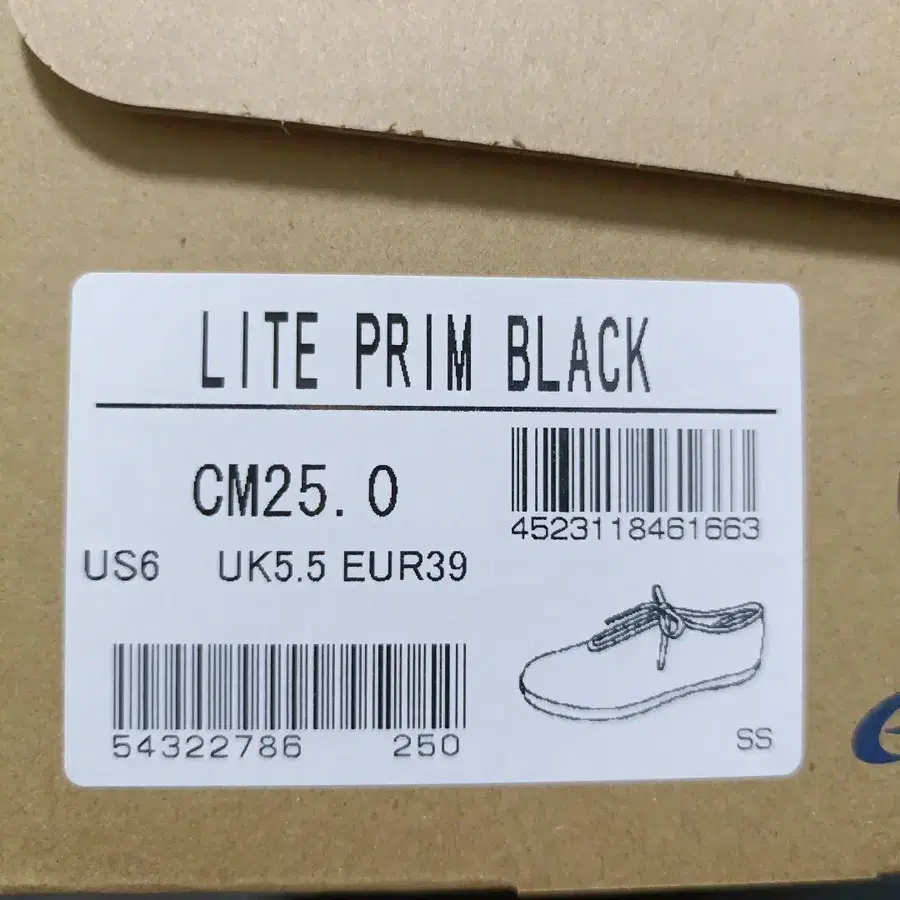 LITE PRIM BLACK
CM25.0
4523118461663
US6 UK5.5 EUR39
54322786 250
SS